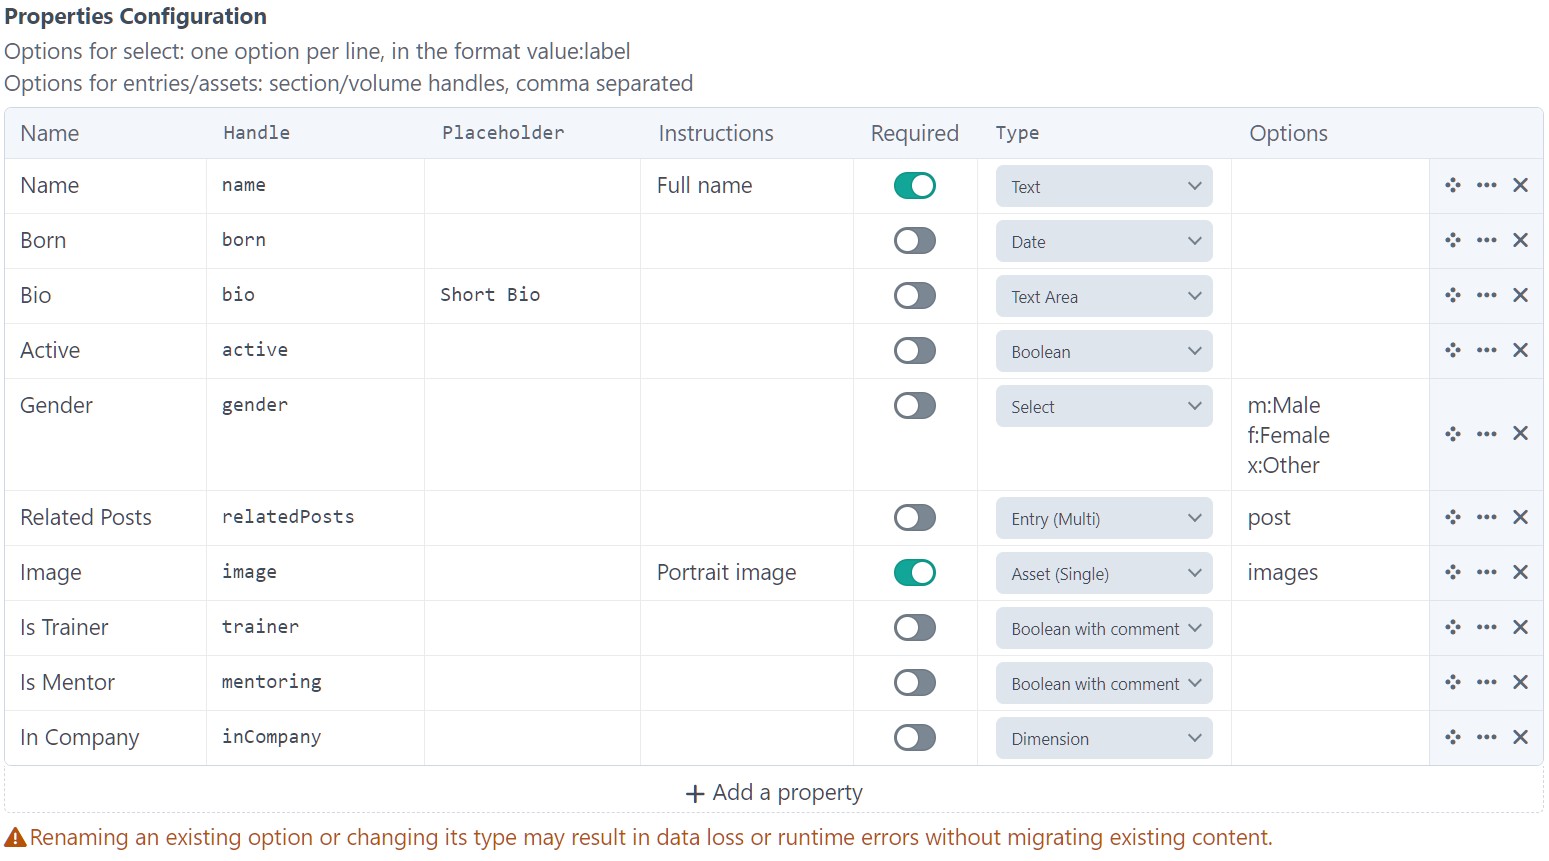 Properties Configuration
Options for select: one option per line, in the format value:label
Options for entries/assets: section/volume handles, comma separated
Name Handle Placeholder Instructions Required Type Options
Name name Full name Text
Born born Date
Bio bio Short Bio Text Area
Active active Boolean
Gender gender Select m:Male
f:Female
x:Other
Related Posts relatedPosts Entry (Multi) post
Image image Portrait image Asset (Single) images
Is Trainer trainer Boolean with comment
Is Mentor mentoring Boolean with comment
In Company inCompany Dimension
+ Add a property
Renaming an existing option or changing its type may result in data loss or runtime errors without migrating existing content.